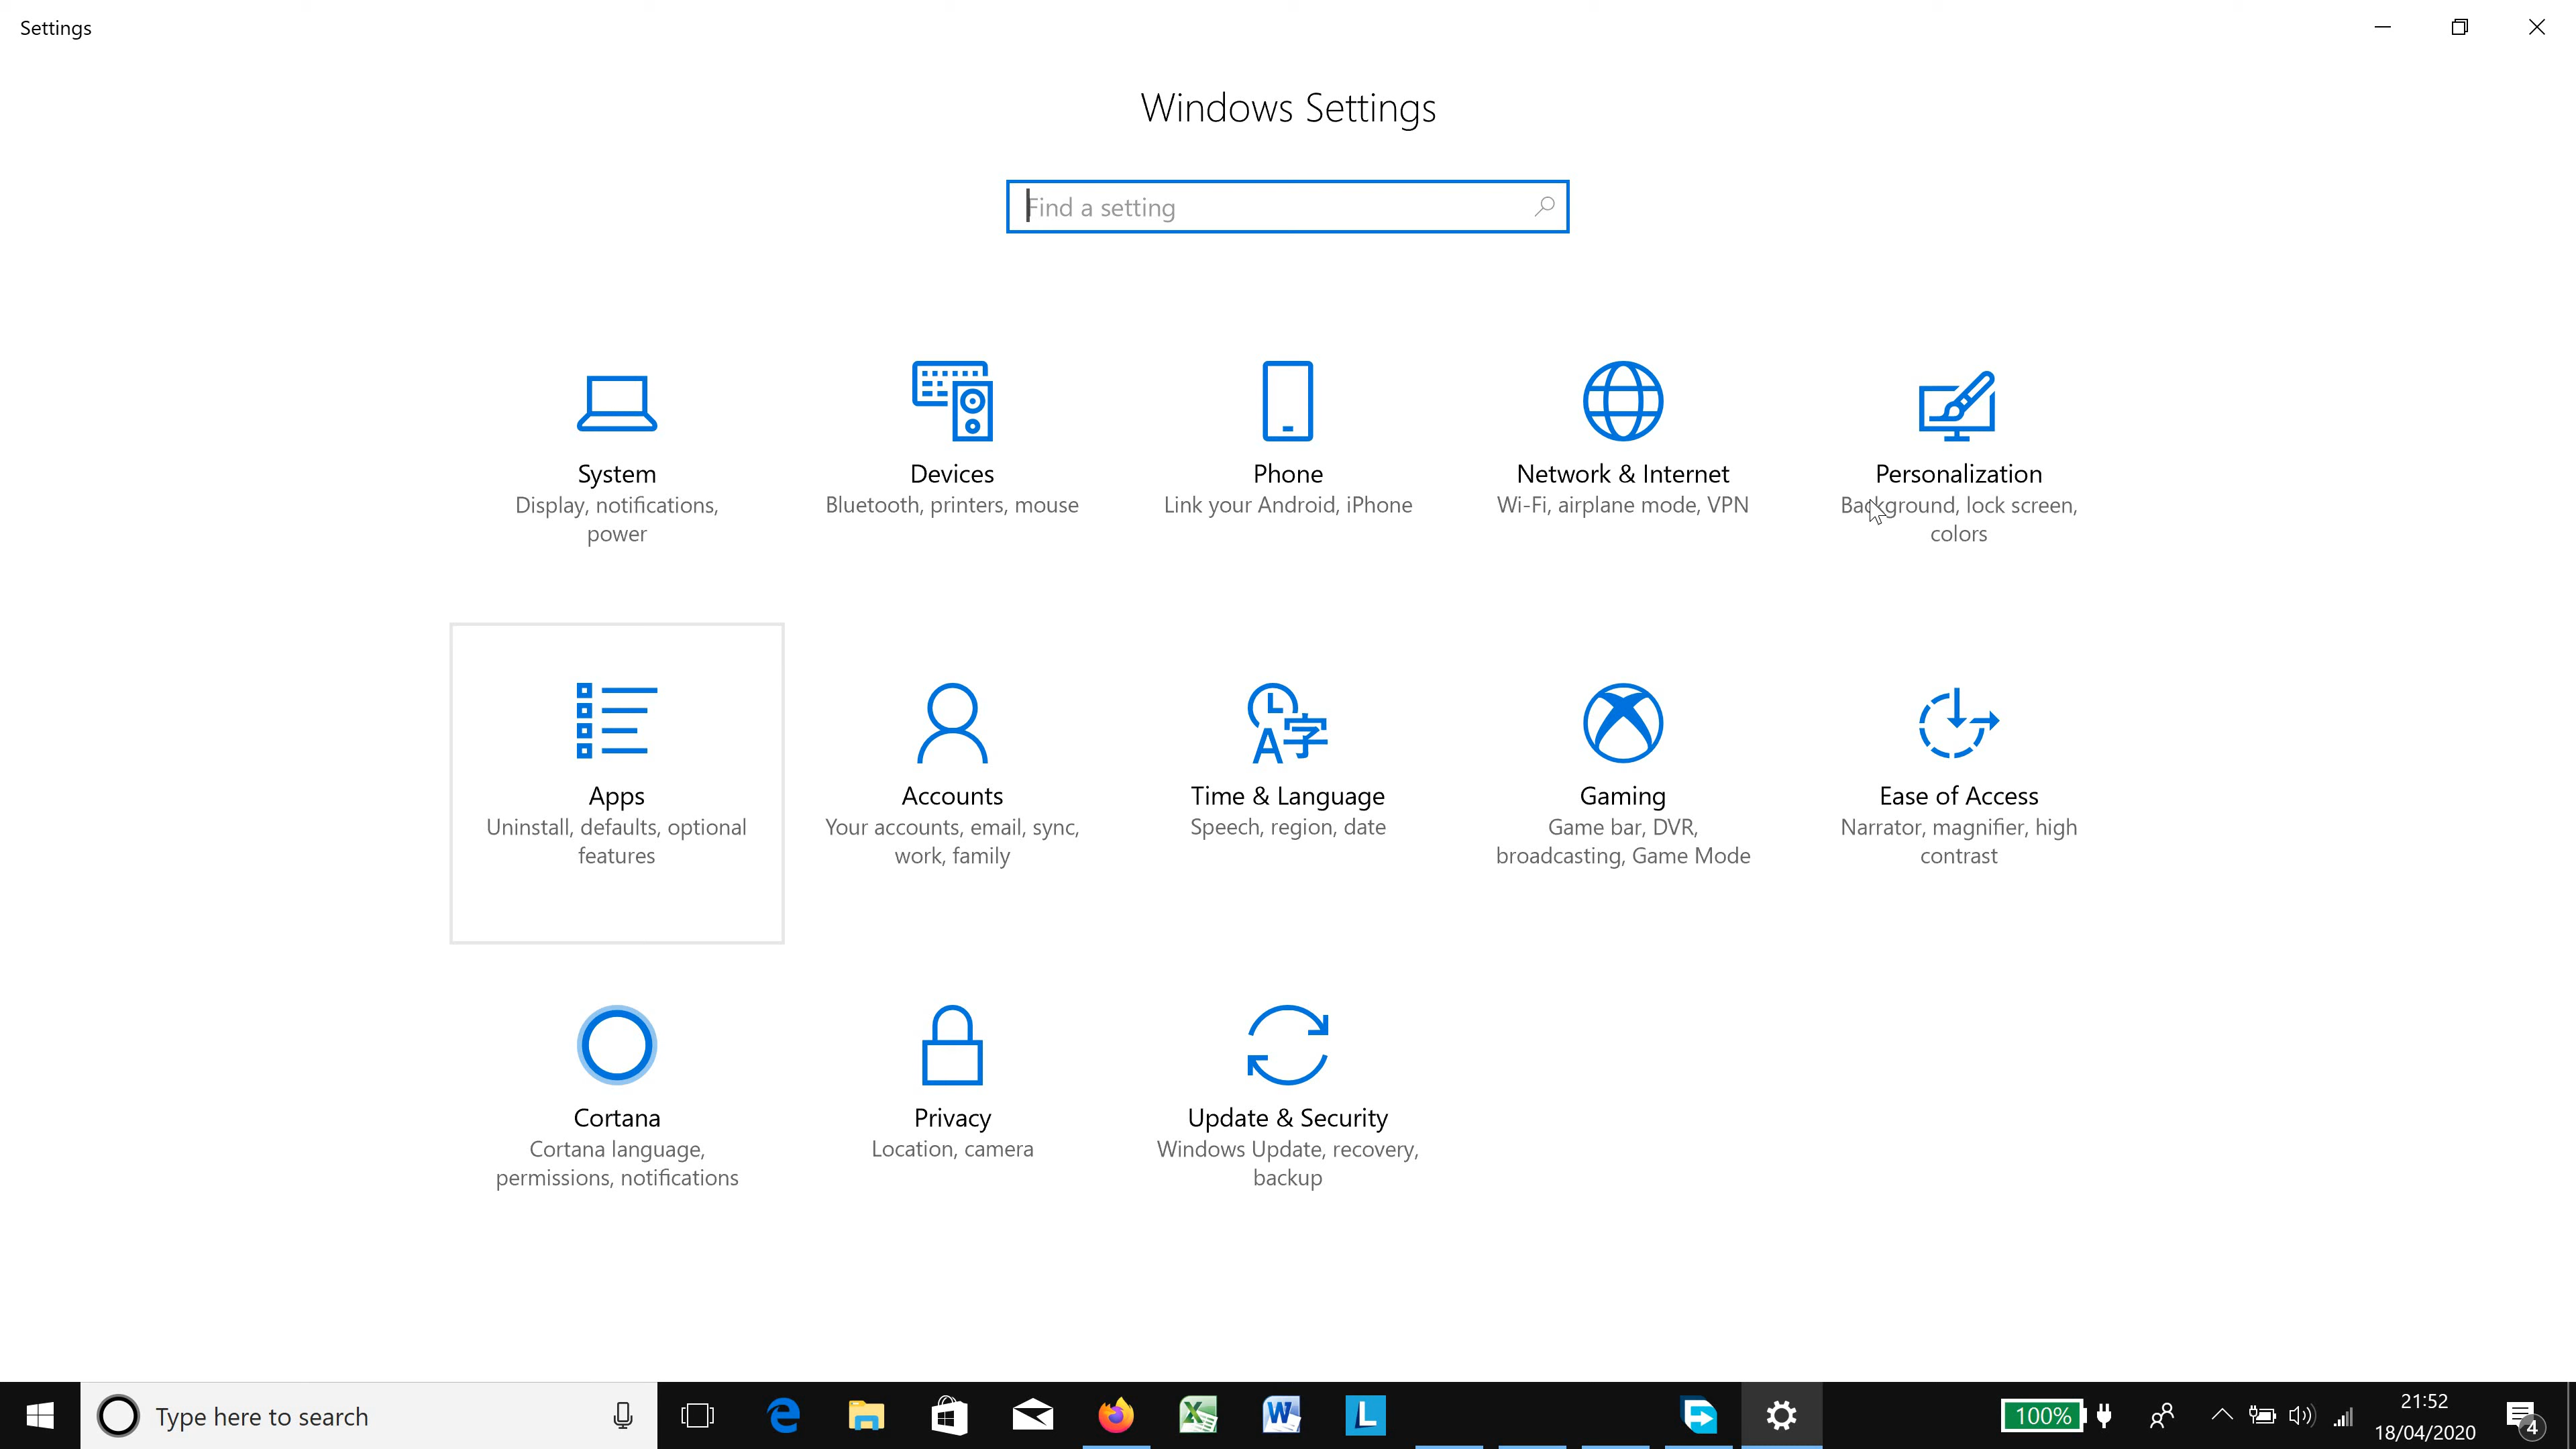 Settings
Windows Settings
Find a setting
System
Display, notifications,
power
Devices
Bluetooth, printers, mouse
Phone
Link your Android, iPhone
Network & Internet
Wi-Fi, airplane mode, VPN
Personalization
Background, lock screen,
colors
Apps
Uninstall, defaults, optional
features
Accounts
Your accounts, email, sync,
work, family
Time & Language
Speech, region, date
Gaming
Game bar, DVR,
broadcasting, Game Mode
Ease of Access
Narrator, magnifier, high
contrast
Cortana
Cortana language,
permissions, notifications
Privacy
Location, camera
Update & Security
Windows Update, recovery,
backup
Type here to search
100%
21:52
18/04/2020
4